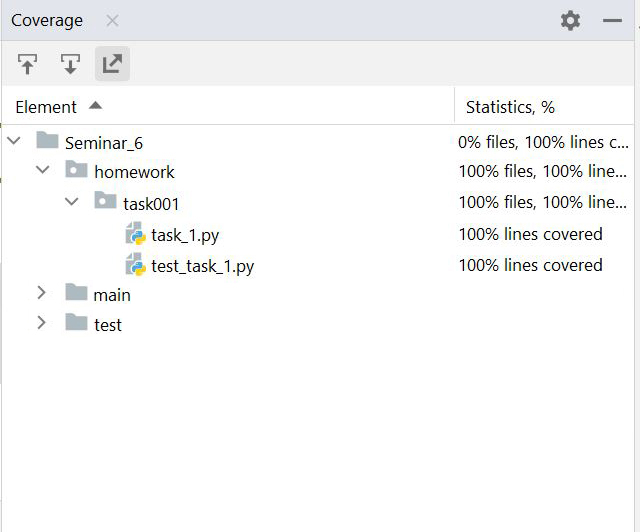 Coverage
Element Statistics, %
Seminar_6 0% files, 100% lines c...
homework 100% files, 100% line...
task001 100% files, 100% line...
task_1.py 100% lines covered
test_task_1.py 100% lines covered
main
test